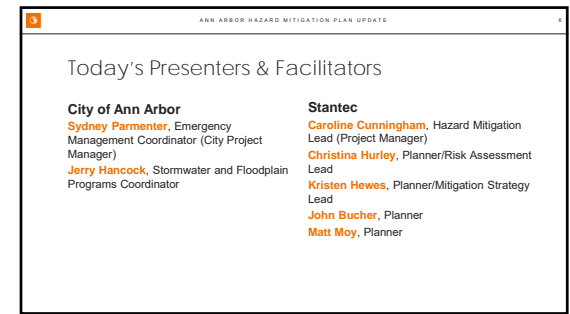 ANN ARBOR HAZARD MITIGATION PLAN UPDATE
6
Today's Presenters & Facilitators
City of Ann Arbor
Sydney Parmenter, Emergency
Management Coordinator (City Project
Manager)
Jerry Hancock, Stormwater and Floodplain
Programs Coordinator
Stantec
Caroline Cunningham, Hazard Mitigation
Lead (Project Manager)
Christina Hurley, Planner/Risk Assessment
Lead
Kristen Hewes, Planner/Mitigation Strategy
Lead
John Bucher, Planner
Matt Moy, Planner